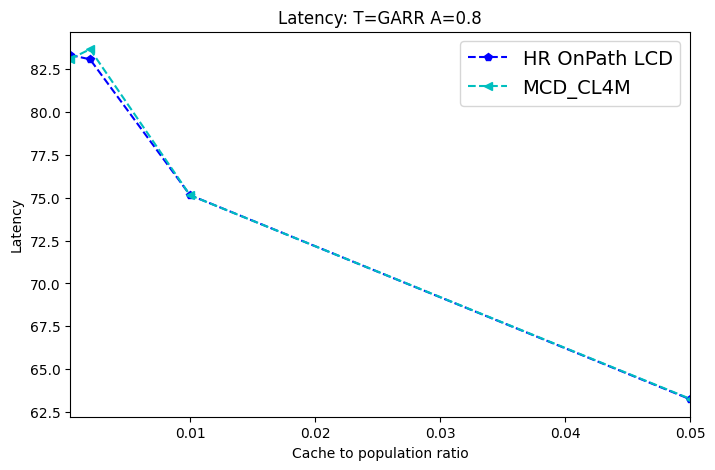 Latency: T=GARR A=0.8
HR OnPath LCD
MCD_CL4M
Latency
82.5
80.0
77.5
75.0
72.5
70.0
67.5
65.0
62.5
0.01
0.02
0.03
0.04
0.05
Cache to population ratio